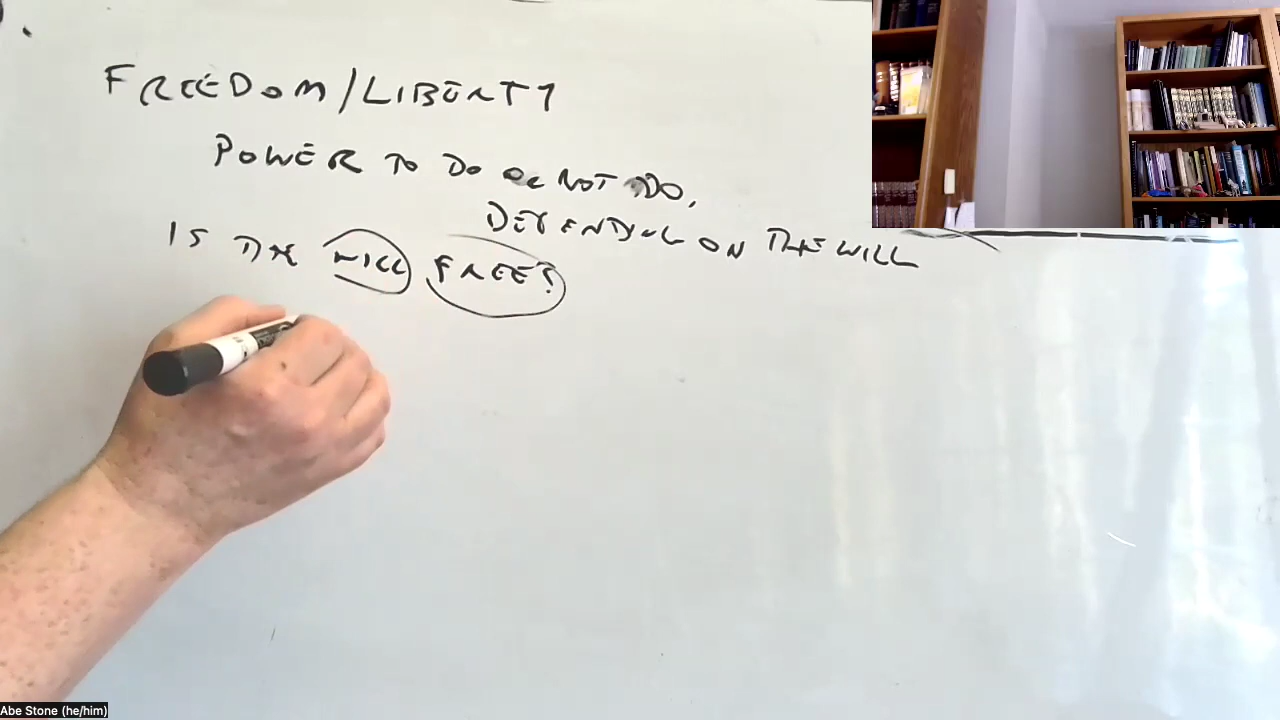 FREEDOM/LIBERTY
POWER TO DO OR NOT DO,
DEPENDING ON THE WILL
IS THE WILL FREE?
Abe Stone (he/him)